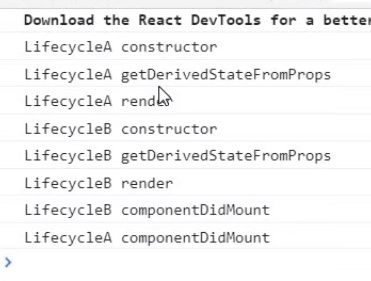 Download the React DevTools for a better
LifecycleA constructor
LifecycleA getDerivedStateFromProps
LifecycleA render
LifecycleB constructor
LifecycleB getDerivedStateFromProps
LifecycleB render
LifecycleB componentDidMount
LifecycleA componentDidMount